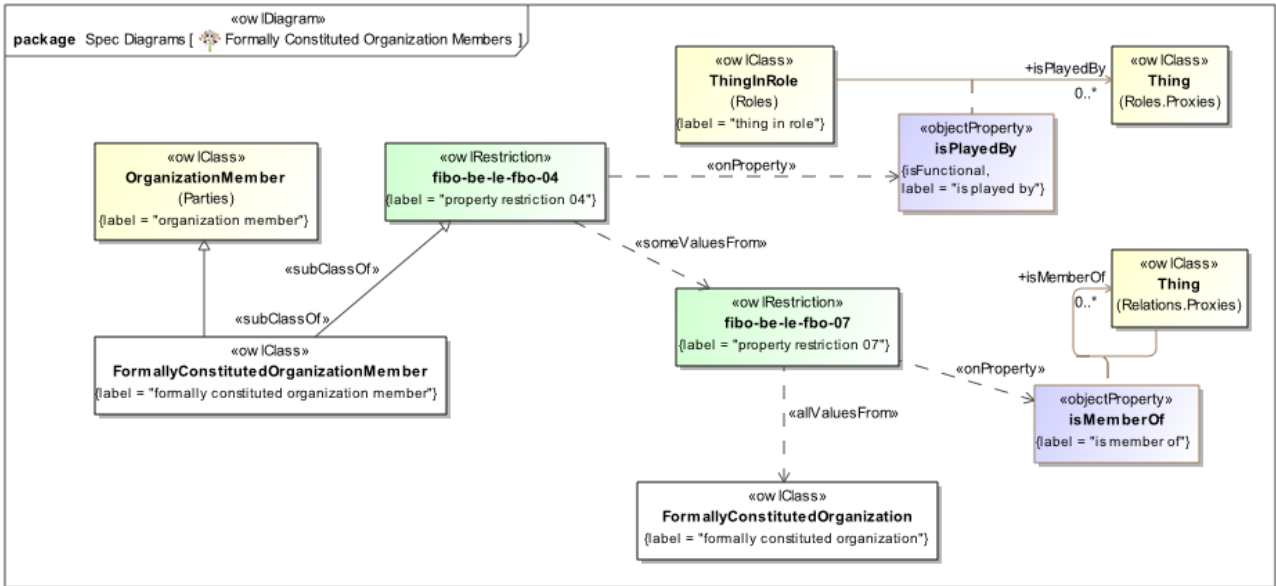 «owlDiagram»
package Spec Diagrams [ Formally Constituted Organization Members ]
«owlClass»
ThingInRole
(Roles)
{label = "thing in role"}
+isPlayedBy
0..*
«owlClass»
Thing
(Roles.Proxies)
«objectProperty»
isPlayedBy
{isFunctional,
label = "is played by"}
«owlClass»
OrganizationMember
(Parties)
{label = "organization member"}
«owlRestriction»
fibo-be-le-fbo-04
{label = "property restriction 04"}
«onProperty»
«someValuesFrom»
«subClassOf»
«subClassOf»
«owlClass»
FormallyConstitutedOrganizationMember
{label = "formally constituted organization member"}
«owlRestriction»
fibo-be-le-fbo-07
{label = "property restriction 07"}
+isMemberOf
0..*
«owlClass»
Thing
(Relations.Proxies)
«onProperty»
«objectProperty»
isMemberOf
{label = "is member of"}
«allValuesFrom»
«owlClass»
FormallyConstitutedOrganization
{label = "formally constituted organization"}